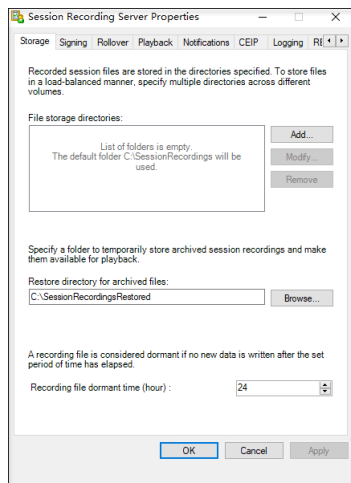 Session Recording Server Properties
Storage Signing Rollover Playback Notifications CEIP Logging
Recorded session files are stored in the directories specified. To store files
in a load-balanced manner, specify multiple directories across different
volumes.
File storage directories:
List of folders is empty.
The default folder C:\SessionRecordings will be
used.
Add...
Modify...
Remove
Specify a folder to temporarily store archived session recordings and make
them available for playback.
Restore directory for archived files:
C:\SessionRecordingsRestored
Browse...
A recording file is considered dormant if no new data is written after the set
period of time has elapsed.
Recording file dormant time (hour) :
24
OK Cancel Apply